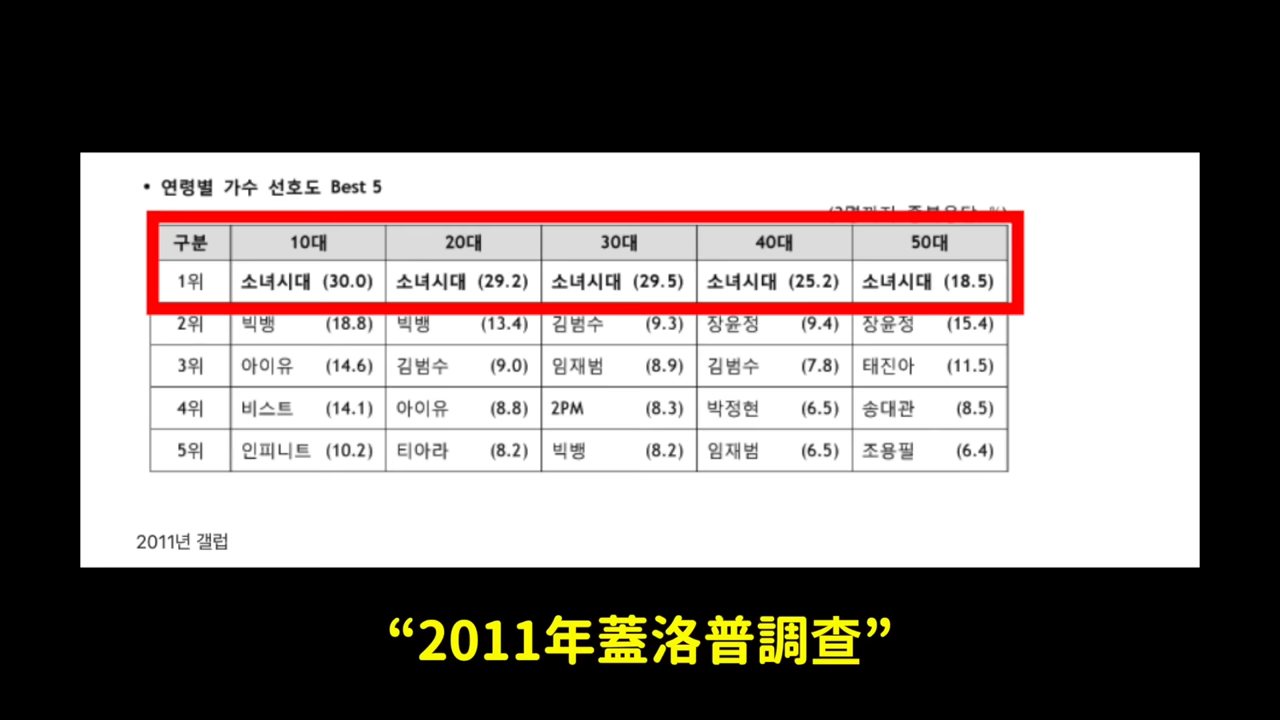 • 연령별 가수 선호도 Best 5
구분 10대 20대 30대 40대 50대
1위 소녀시대 (30.0) 소녀시대 (29.2) 소녀시대 (29.5) 소녀시대 (25.2) 소녀시대 (18.5)
2위 빅뱅 (18.8) 빅뱅 (13.4) 김범수 (9.3) 장윤정 (9.4) 장윤정 (15.4)
3위 아이유 (14.6) 김범수 (9.0) 임재범 (8.9) 김범수 (7.8) 태진아 (11.5)
4위 비스트 (14.1) 아이유 (8.8) 2PM (8.3) 박정현 (6.5) 송대관 (8.5)
5위 인피니트 (10.2) 티아라 (8.2) 빅뱅 (8.2) 임재범 (6.5) 조용필 (6.4)
2011년 갤럽
“2011年蓋洛普調查”